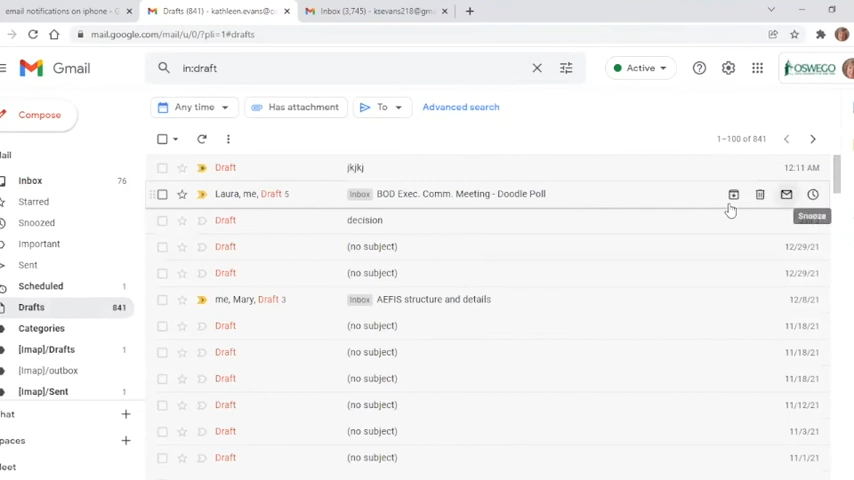 email notifications on iphone - G
Drafts (841) - kathleen.evans@o
Inbox (3,745) - ksevans218@gm
mail.google.com/mail/u/0/?pli=1#drafts
Gmail
in:draft
Active
OSWEGO
Compose
Any time
Has attachment
To
Advanced search
1–100 of 841
ail
Inbox 76
Starred
Snoozed
Important
Sent
Scheduled 1
Drafts 841
Categories
[Imap]/Drafts 1
[Imap]/outbox
[Imap]/Sent 1
hat
paces
leet
Draft jkjkj 12:11 AM
Laura, me, Draft 5 Inbox BOD Exec. Comm. Meeting - Doodle Poll
Snooze
Draft decision
Draft (no subject) 12/29/21
Draft (no subject) 12/29/21
me, Mary, Draft 3 Inbox AEFIS structure and details 12/8/21
Draft (no subject) 11/18/21
Draft (no subject) 11/18/21
Draft (no subject) 11/18/21
Draft (no subject) 11/12/21
Draft (no subject) 11/3/21
Draft (no subject) 11/1/21